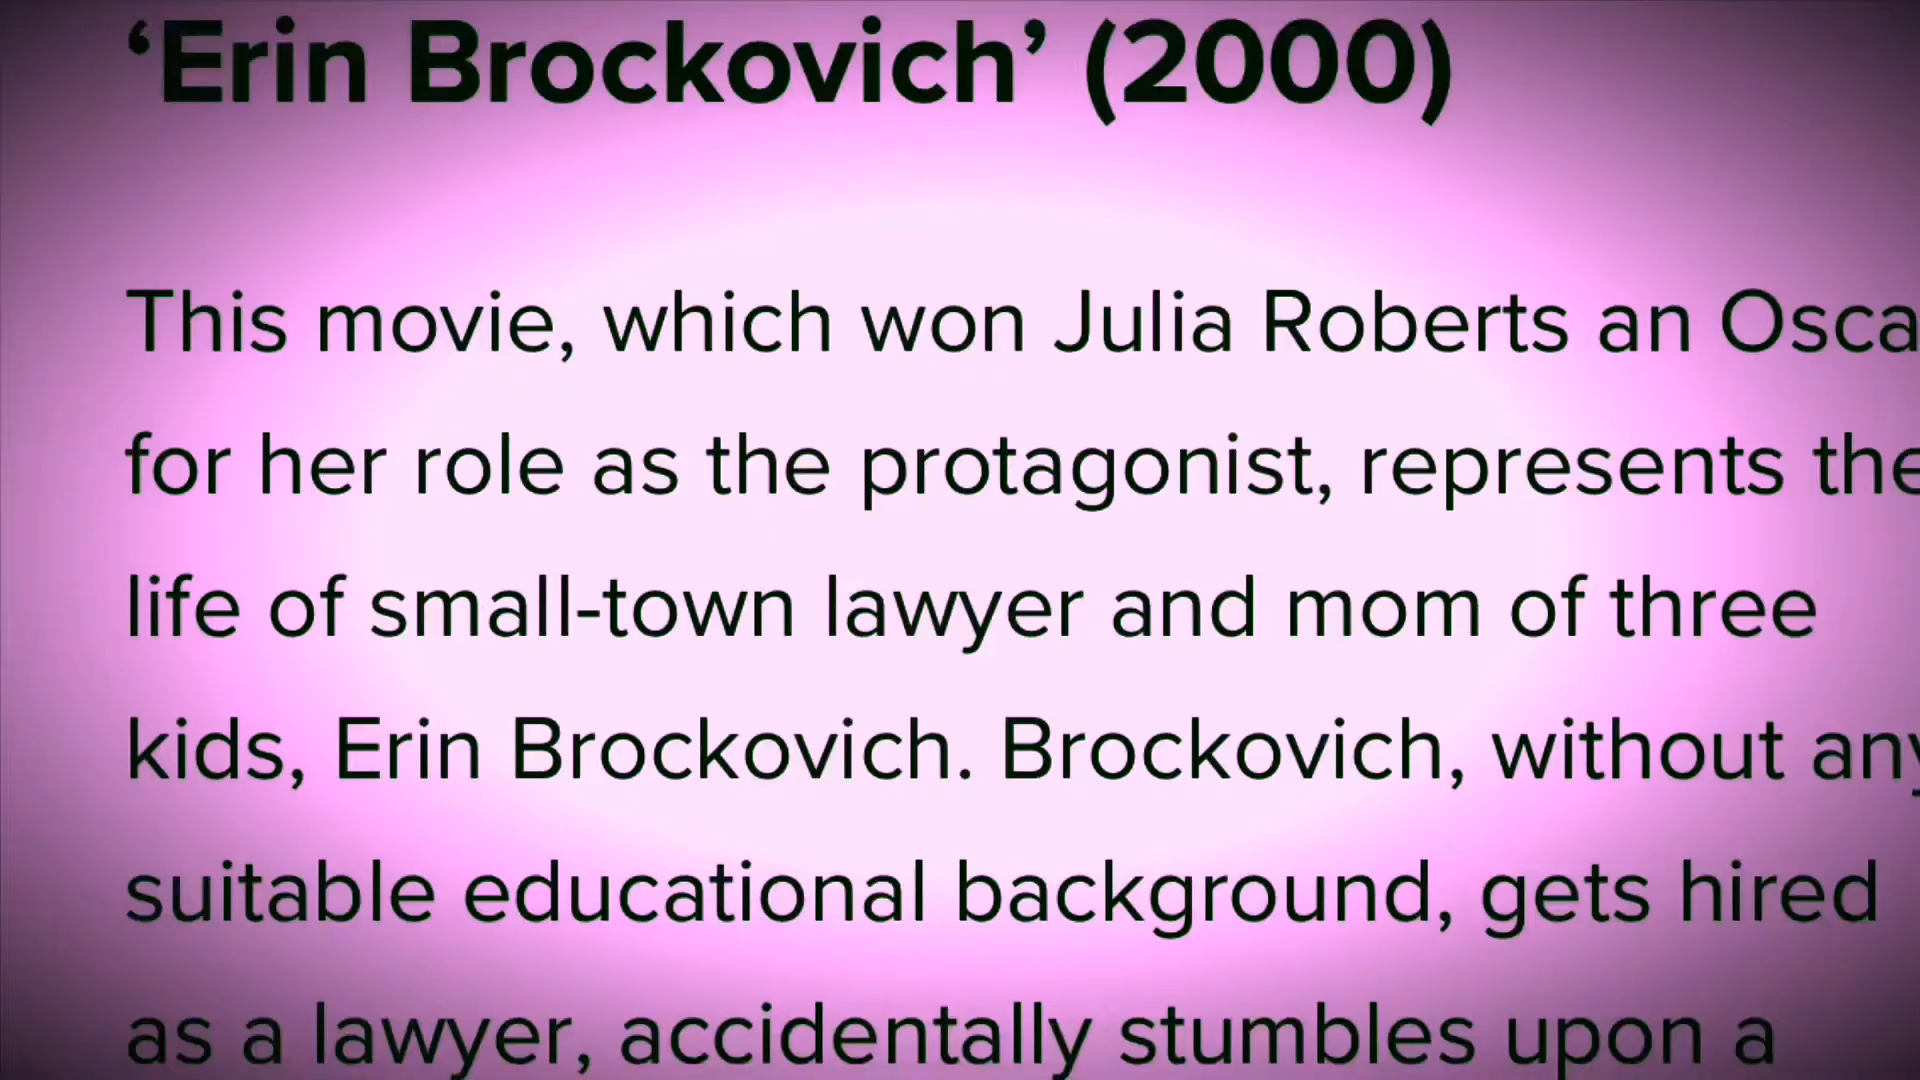 ‘Erin Brockovich’ (2000)
This movie, which won Julia Roberts an Osca
for her role as the protagonist, represents the
life of small-town lawyer and mom of three
kids, Erin Brockovich. Brockovich, without any
suitable educational background, gets hired
as a lawyer, accidentally stumbles upon a